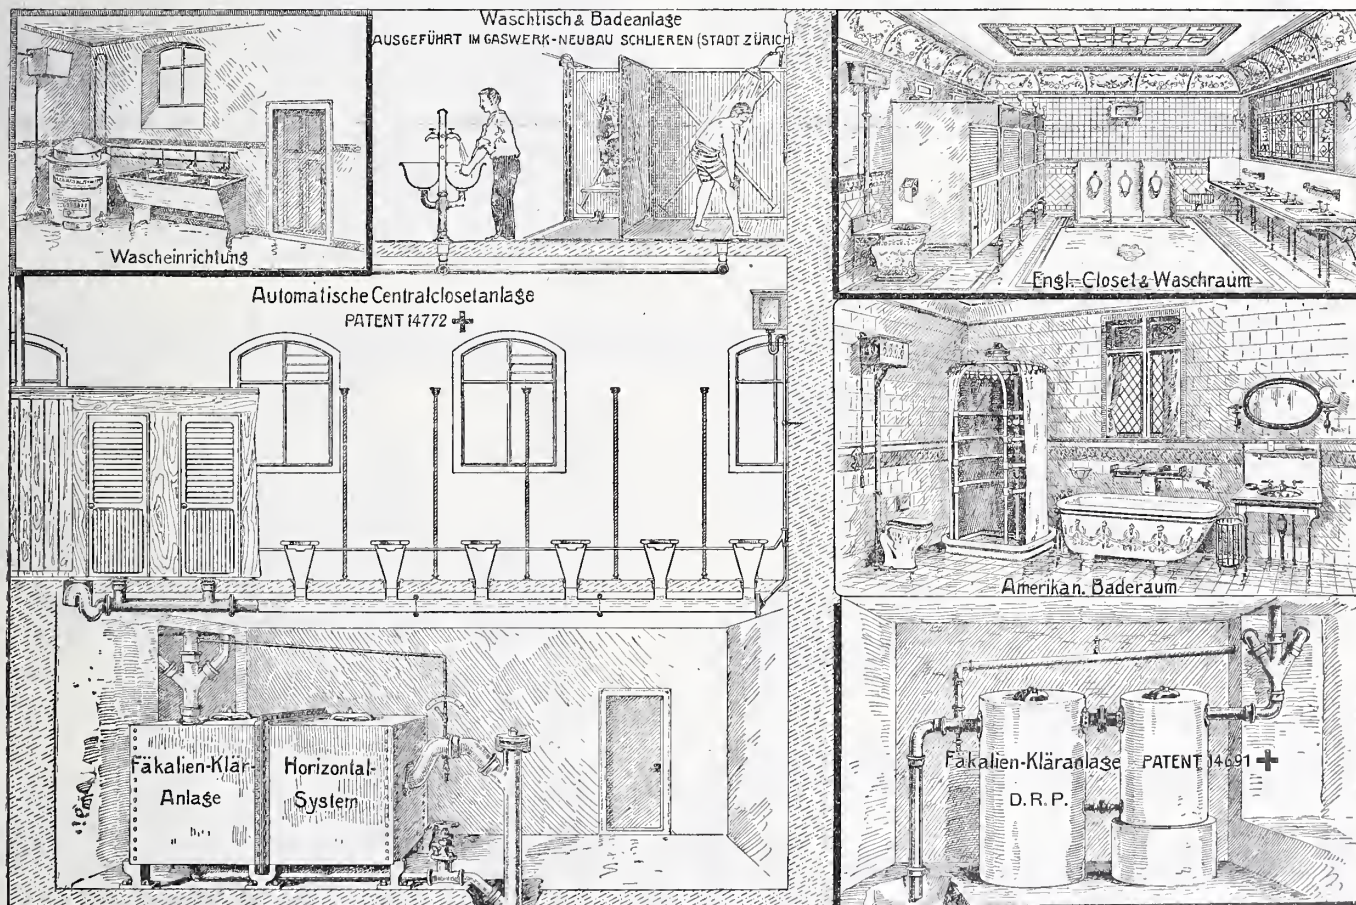 Wascheinrichtung
Waschtisch & Badeanlage
AUSGEFÜHRT IM GASWERK-NEUBAU SCHLIEREN (STADT ZÜRICH)
Engl. Closet & Waschraum
Automatische Centralclosetanlage
PATENT 14772
Amerikan. Baderaum
Fäkalien-Klär-
Anlage
Horizontal-
System
Fäkalien-Kläranlage PATENT 14691
D.R.P.